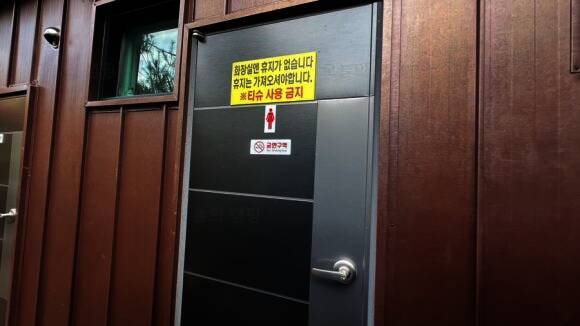 화장실엔 휴지가 없습니다
휴지는 가져오셔야합니다.
※티슈 사용 금지
금연구역